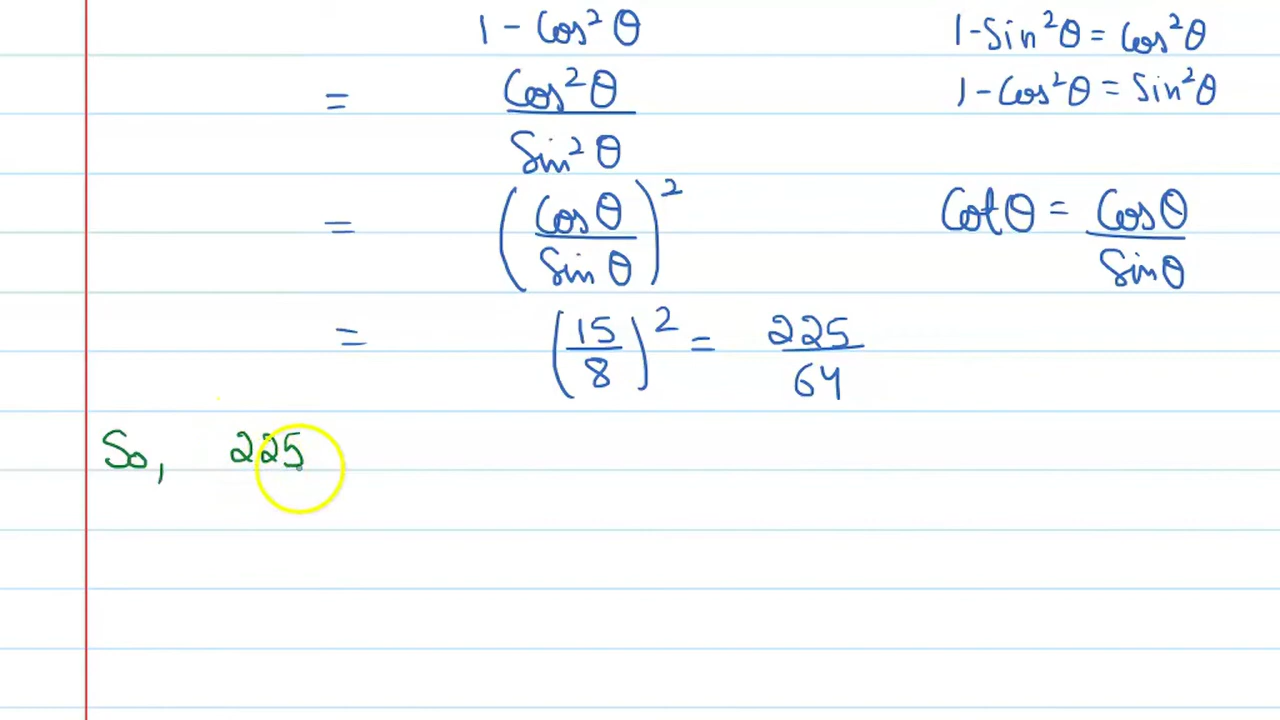 1 - Cos²θ
= Cos²θ / Sin²θ
= (Cosθ / Sinθ)²
= (15/8)² = 225/64
So, 225
1 - Sin²θ = Cos²θ
1 - Cos²θ = Sin²θ
Cotθ = Cosθ / Sinθ